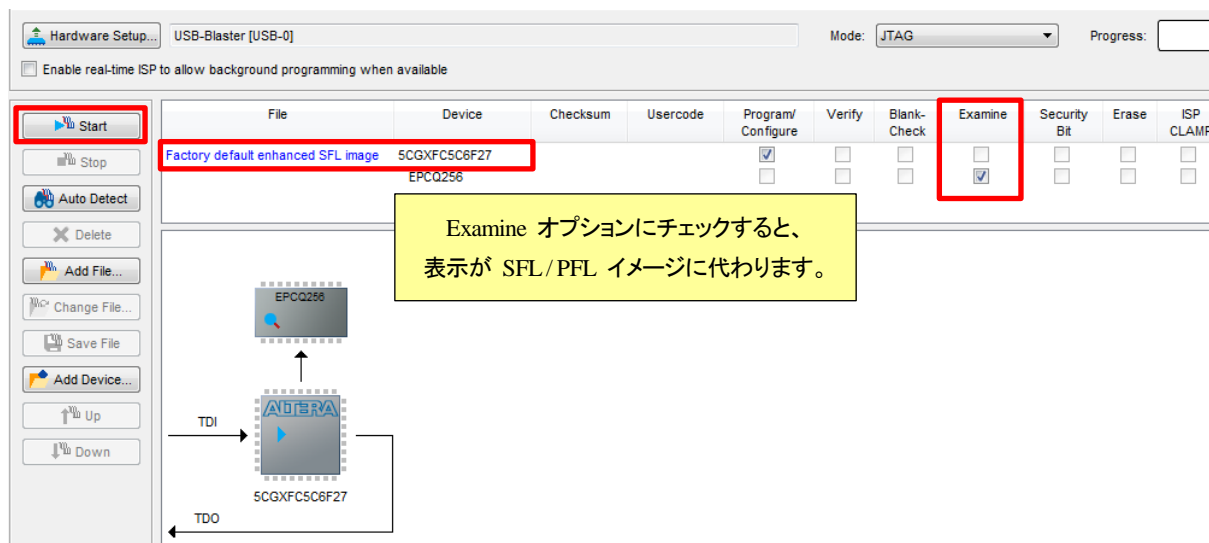 Hardware Setup...
USB-Blaster [USB-0]
Mode:
JTAG
Progress:
Enable real-time ISP to allow background programming when available
Start
Stop
Auto Detect
Delete
Add File...
Change File...
Save File
Add Device...
Up
Down
File Device Checksum Usercode Program/ Verify Blank- Examine Security Erase ISP
Configure Check Bit CLAMP
Factory default enhanced SFL image 5CGXFC5C6F27
EPCQ256
Examine オプションにチェックすると、
表示が SFL/PFL イメージに代わります。
EPCQ256
TDI
ALTERA
5CGXFC5C6F27
TDO